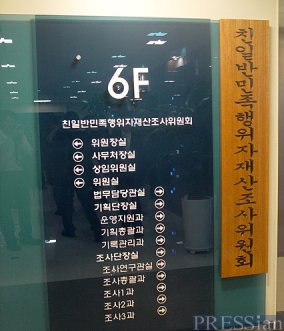 6F
친일반민족행위자재산조사위원회
위원장실
사무처장실
상임위원실
위원실
법무담당관실
기획단장실
운영지원과
기획총괄과
기록관리과
조사단장실
조사연구관실
조사총괄과
조사1과
조사2과
조사3과
친일반민족행위자재산조사위원회
PRESSian